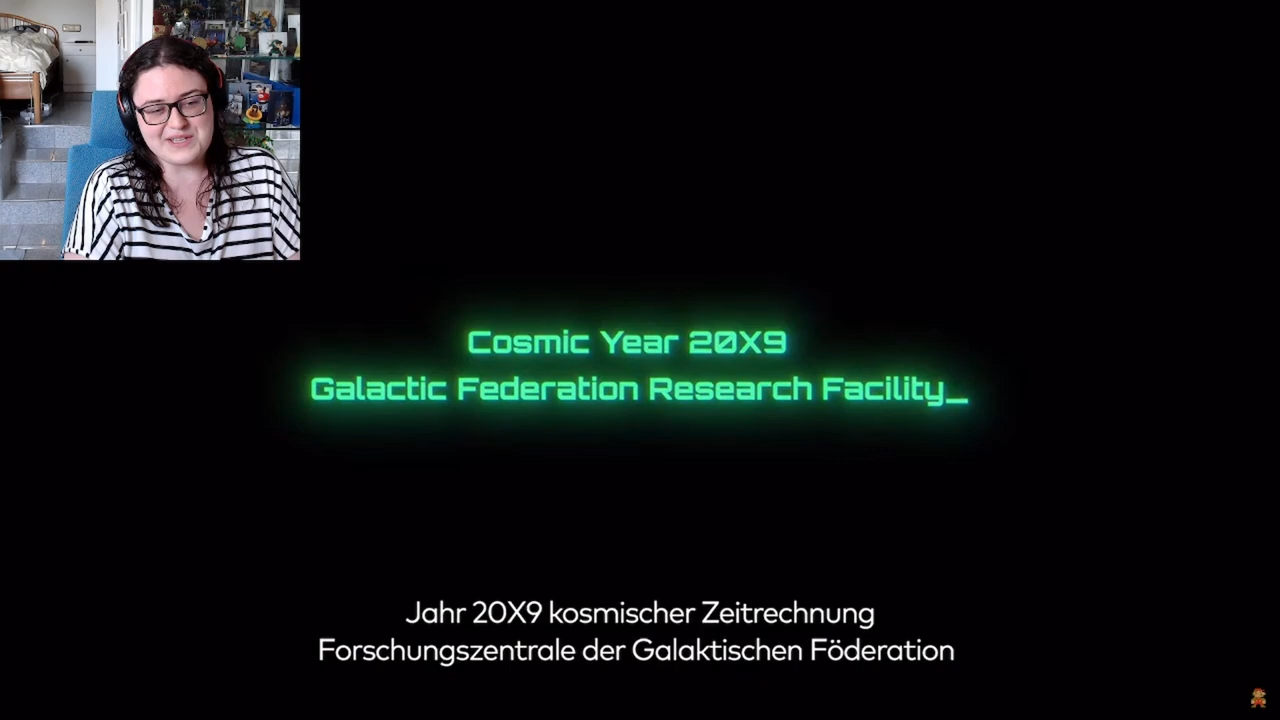 Cosmic Year 20X9
Galactic Federation Research Facility_
Jahr 20X9 kosmischer Zeitrechnung
Forschungszentrale der Galaktischen Föderation